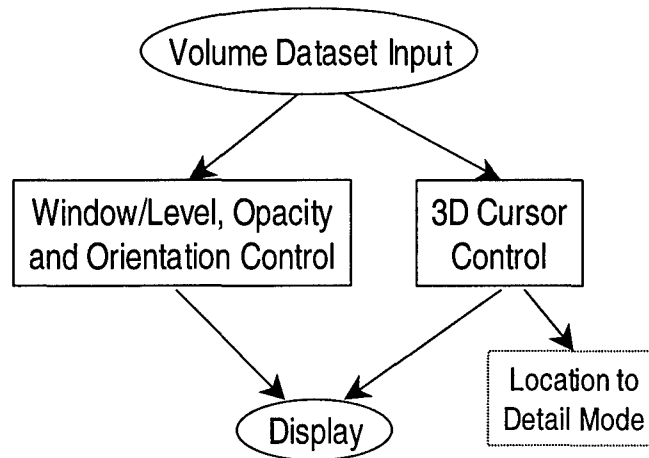 Volume Dataset Input
Window/Level, Opacity
and Orientation Control
3D Cursor
Control
Location to
Detail Mode
Display